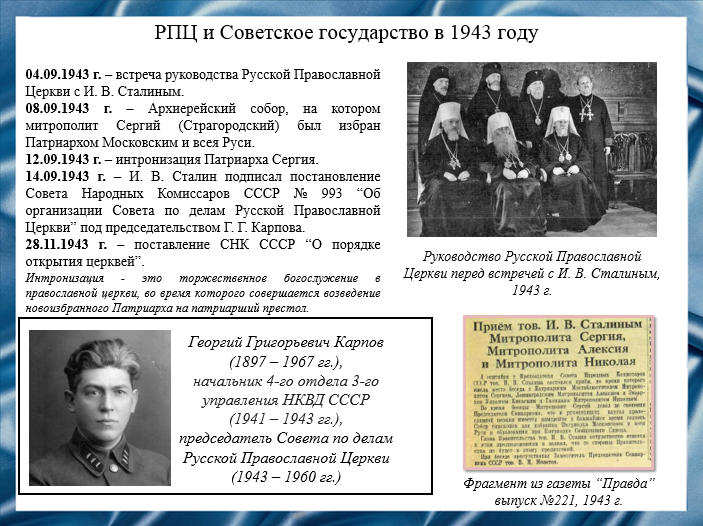 РПЦ и Советское государство в 1943 году
04.09.1943 г. – встреча руководства Русской Православной
Церкви с И. В. Сталиным.
08.09.1943 г. – Архиерейский собор, на котором
митрополит Сергий (Страгородский) был избран
Патриархом Московским и всея Руси.
12.09.1943 г. – интронизация Патриарха Сергия.
14.09.1943 г. – И. В. Сталин подписал постановление
Совета Народных Комиссаров СССР № 993 “Об
организации Совета по делам Русской Православной
Церкви” под председательством Г. Г. Карпова.
28.11.1943 г. – поставление СНК СССР “О порядке
открытия церквей”.
Интронизация - это торжественное богослужение в
православной церкви, во время которого совершается возведение
новоизбранного Патриарха на патриарший престол.
Руководство Русской Православной
Церкви перед встречей с И. В. Сталиным,
1943 г.
Георгий Григорьевич Карпов
(1897 – 1967 гг.),
начальник 4-го отдела 3-го
управления НКВД СССР
(1941 – 1943 гг.),
председатель Совета по делам
Русской Православной Церкви
(1943 – 1960 гг.)
Приём тов. И. В. Сталиным
Митрополита Сергия,
Митрополита Алексия
и Митрополита Николая
Фрагмент из газеты “Правда”
выпуск №221, 1943 г.